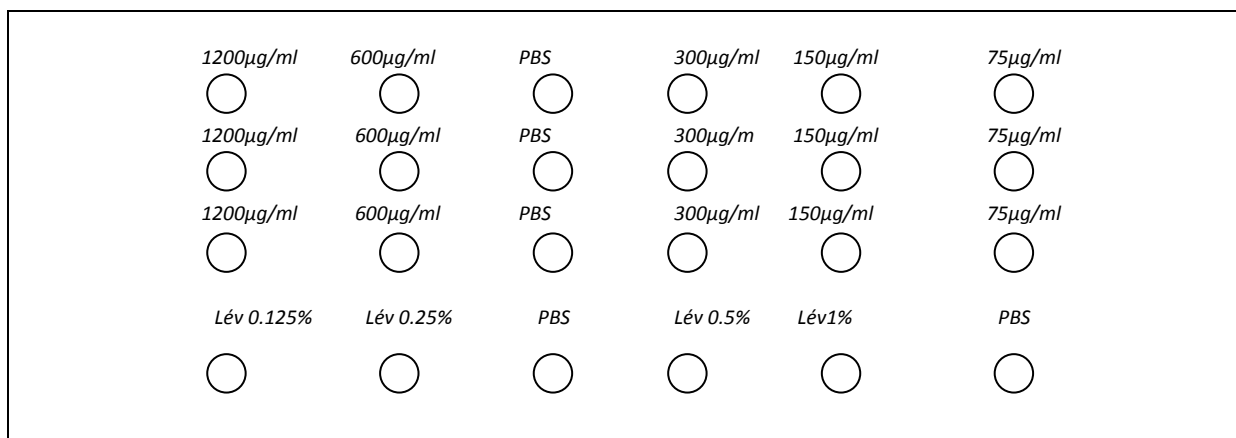 1200µg/ml 600µg/ml PBS 300µg/ml 150µg/ml 75µg/ml
1200µg/ml 600µg/ml PBS 300µg/m 150µg/ml 75µg/ml
1200µg/ml 600µg/ml PBS 300µg/ml 150µg/ml 75µg/ml
Lév 0.125% Lév 0.25% PBS Lév 0.5% Lév1% PBS